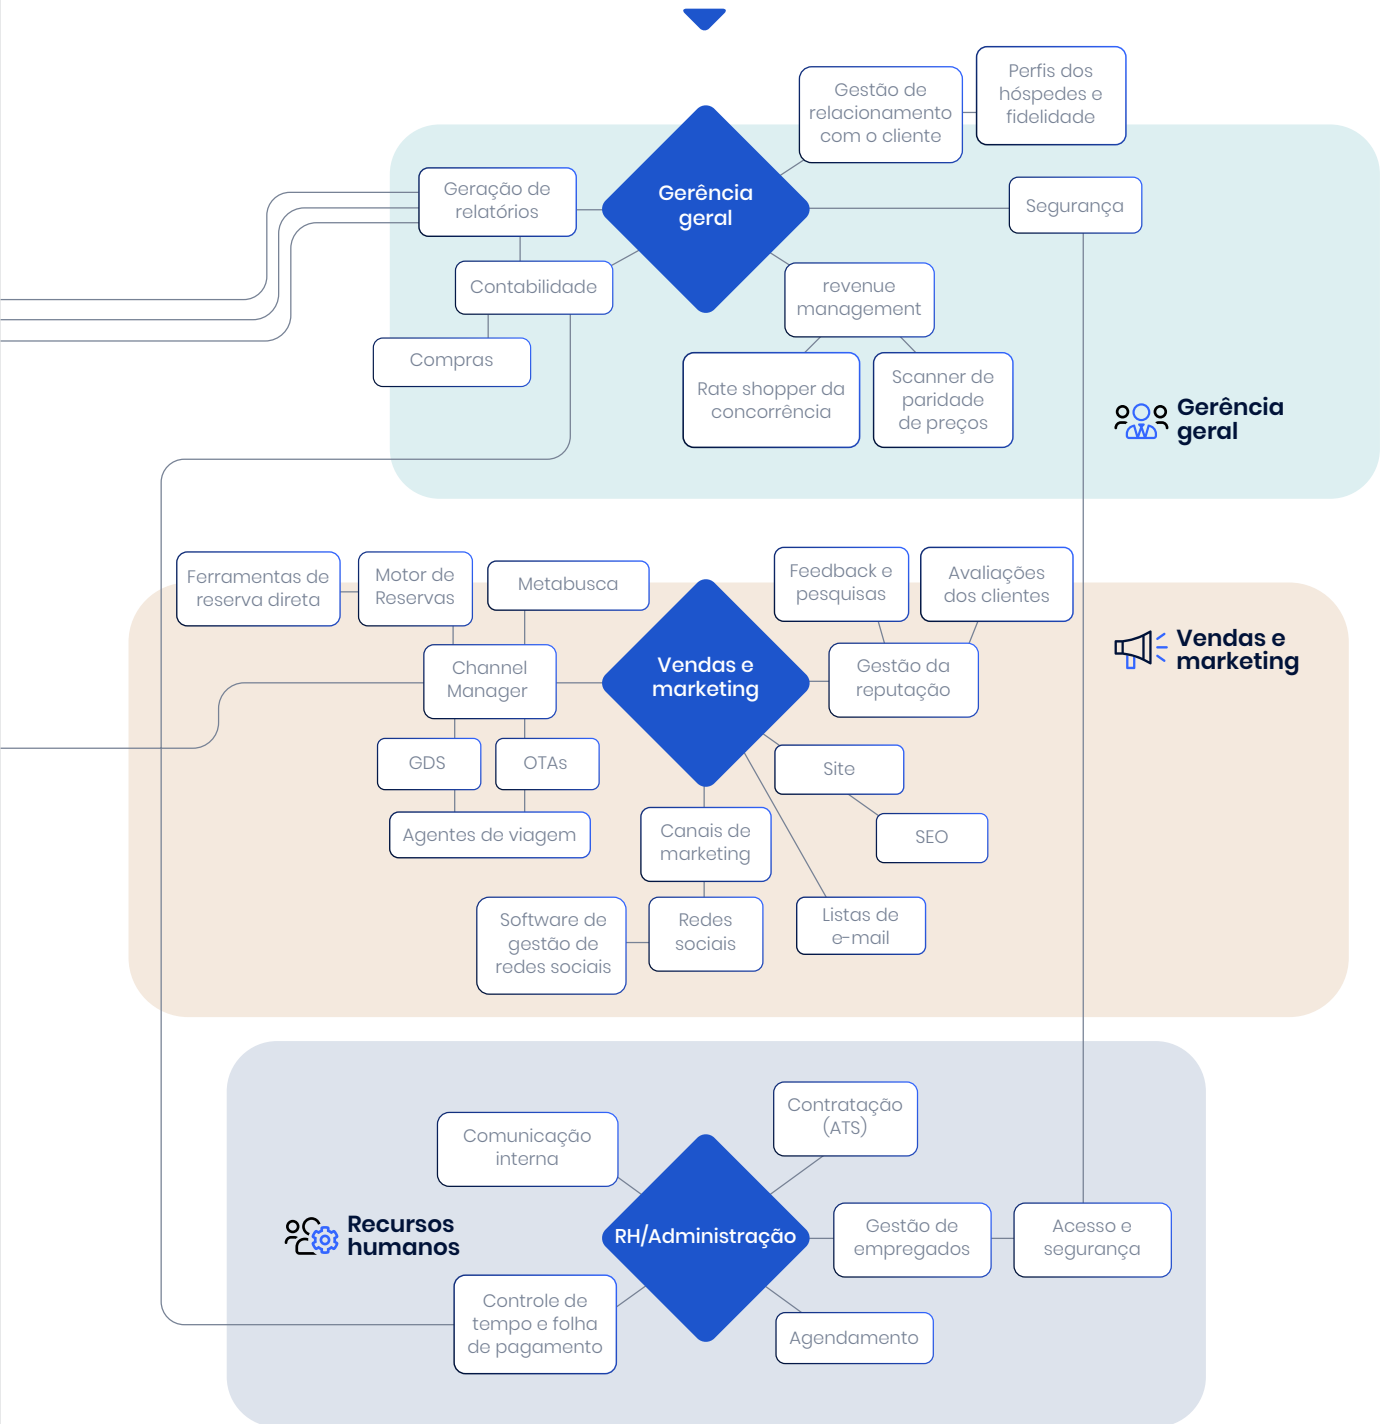 Perfis dos
hóspedes e
fidelidade
Gestão de
relacionamento
com o cliente
Gerência
geral
Geração de
relatórios
Segurança
Contabilidade
revenue
management
Compras
Rate shopper da
concorrência
Scanner de
paridade
de preços
Gerência
geral
Ferramentas de
reserva direta
Motor de
Reservas
Metabusca
Feedback e
pesquisas
Avaliações
dos clientes
Vendas e
marketing
Channel
Manager
Vendas e
marketing
Gestão da
reputação
GDS
OTAs
Site
Agentes de viagem
Canais de
marketing
SEO
Software de
gestão de
redes sociais
Redes
sociais
Listas de
e-mail
Contratação
(ATS)
Comunicação
interna
Recursos
humanos
RH/Administração
Gestão de
empregados
Acesso e
segurança
Controle de
tempo e folha
de pagamento
Agendamento